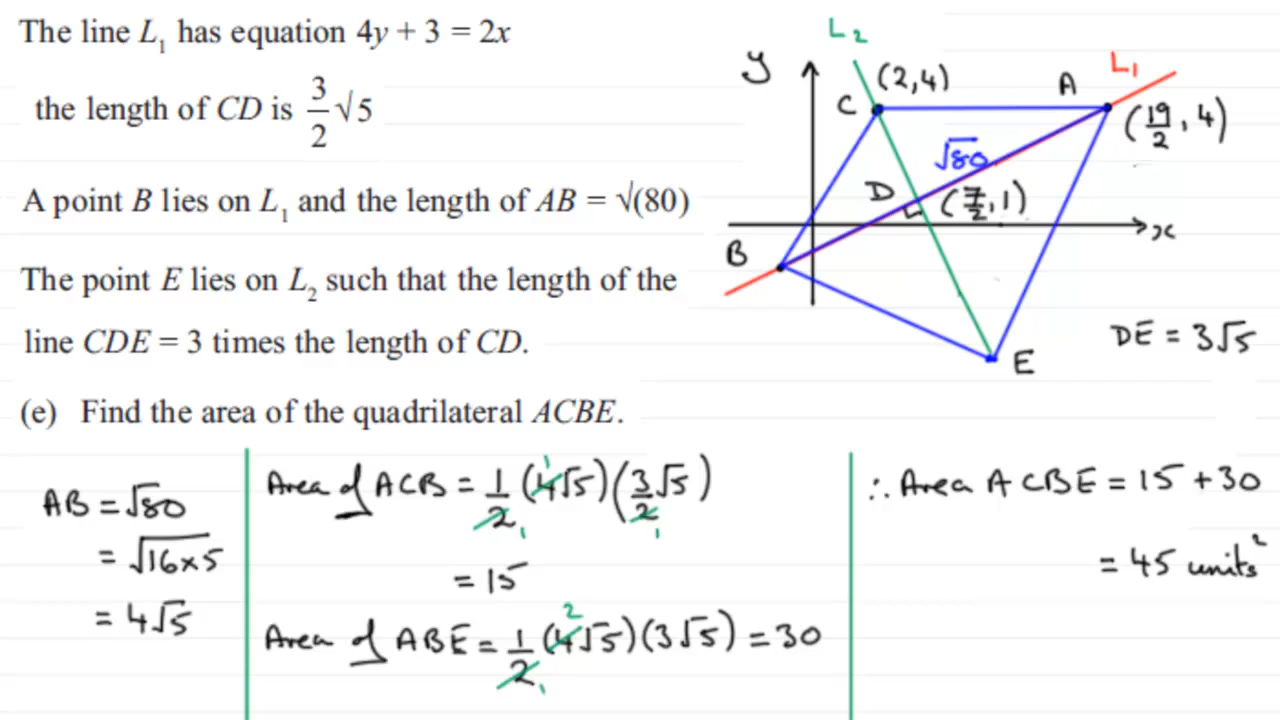 The line L₁ has equation 4y + 3 = 2x
the length of CD is 3/2 √5
A point B lies on L₁ and the length of AB = √(80)
The point E lies on L₂ such that the length of the
line CDE = 3 times the length of CD.
(e) Find the area of the quadrilateral ACBE.
L₂
y
C
(2,4)
A
L₁
(19/2, 4)
√80
D
(7/2, 1)
x
B
E
DE = 3√5
AB = √80
= √16×5
= 4√5
Area of ACB = 1/2 (4√5)(3/2 √5)
1
1
1
= 15
Area of ABE = 1/2 (4√5)(3√5) = 30
2
1
∴ Area ACBE = 15 + 30
= 45 units²